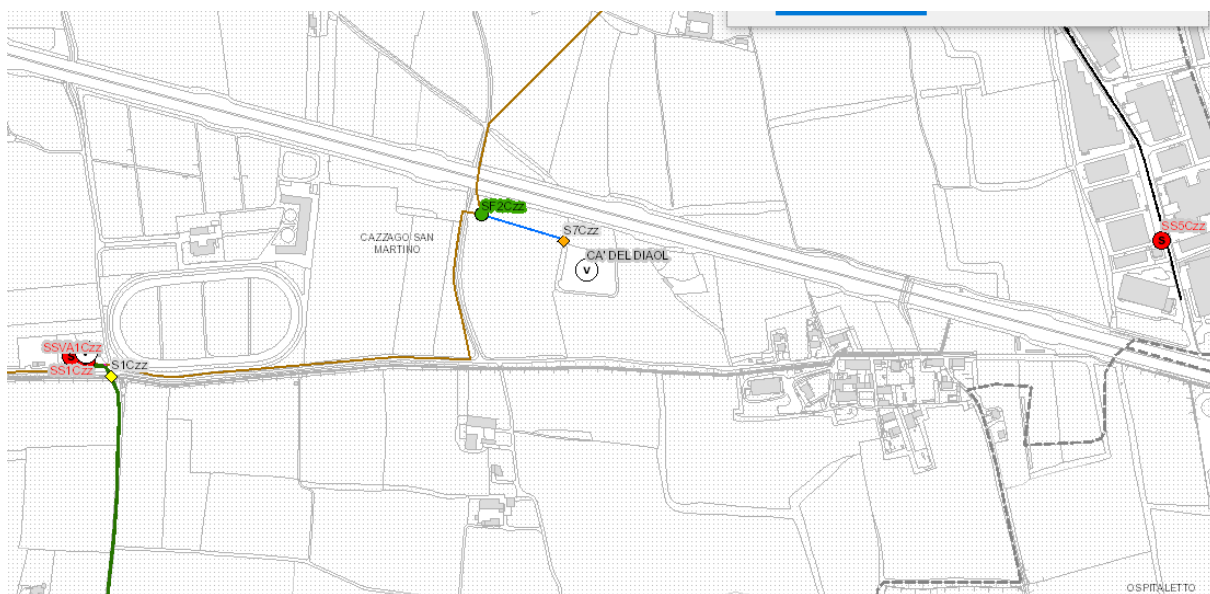 SF2Czz
S7Czz
CAZZAGO SAN
MARTINO
CA' DEL DIAOL
V
SS5Czz
S
SSVA1Czz
S1Czz
SS1Czz
OSPITALETTO